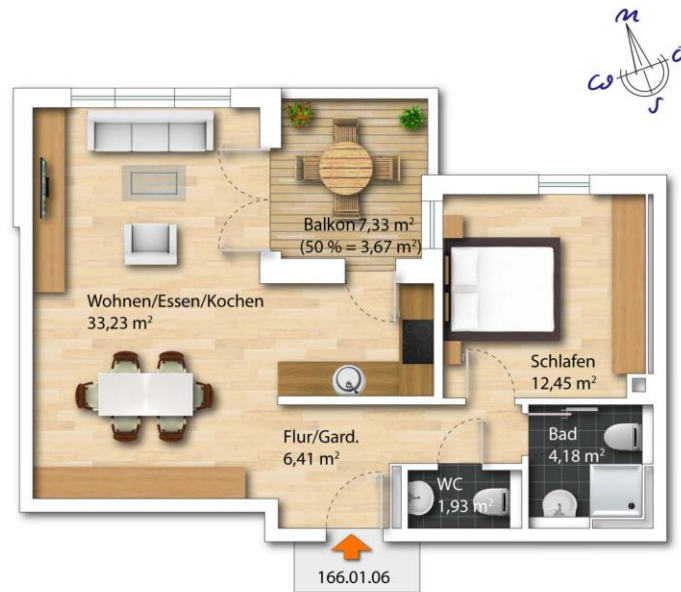 N
W
O
S
Balkon 7,33 m²
(50 % = 3,67 m²)
Wohnen/Essen/Kochen
33,23 m²
Schlafen
12,45 m²
Flur/Gard.
6,41 m²
Bad
4,18 m²
WC
1,93 m²
166.01.06